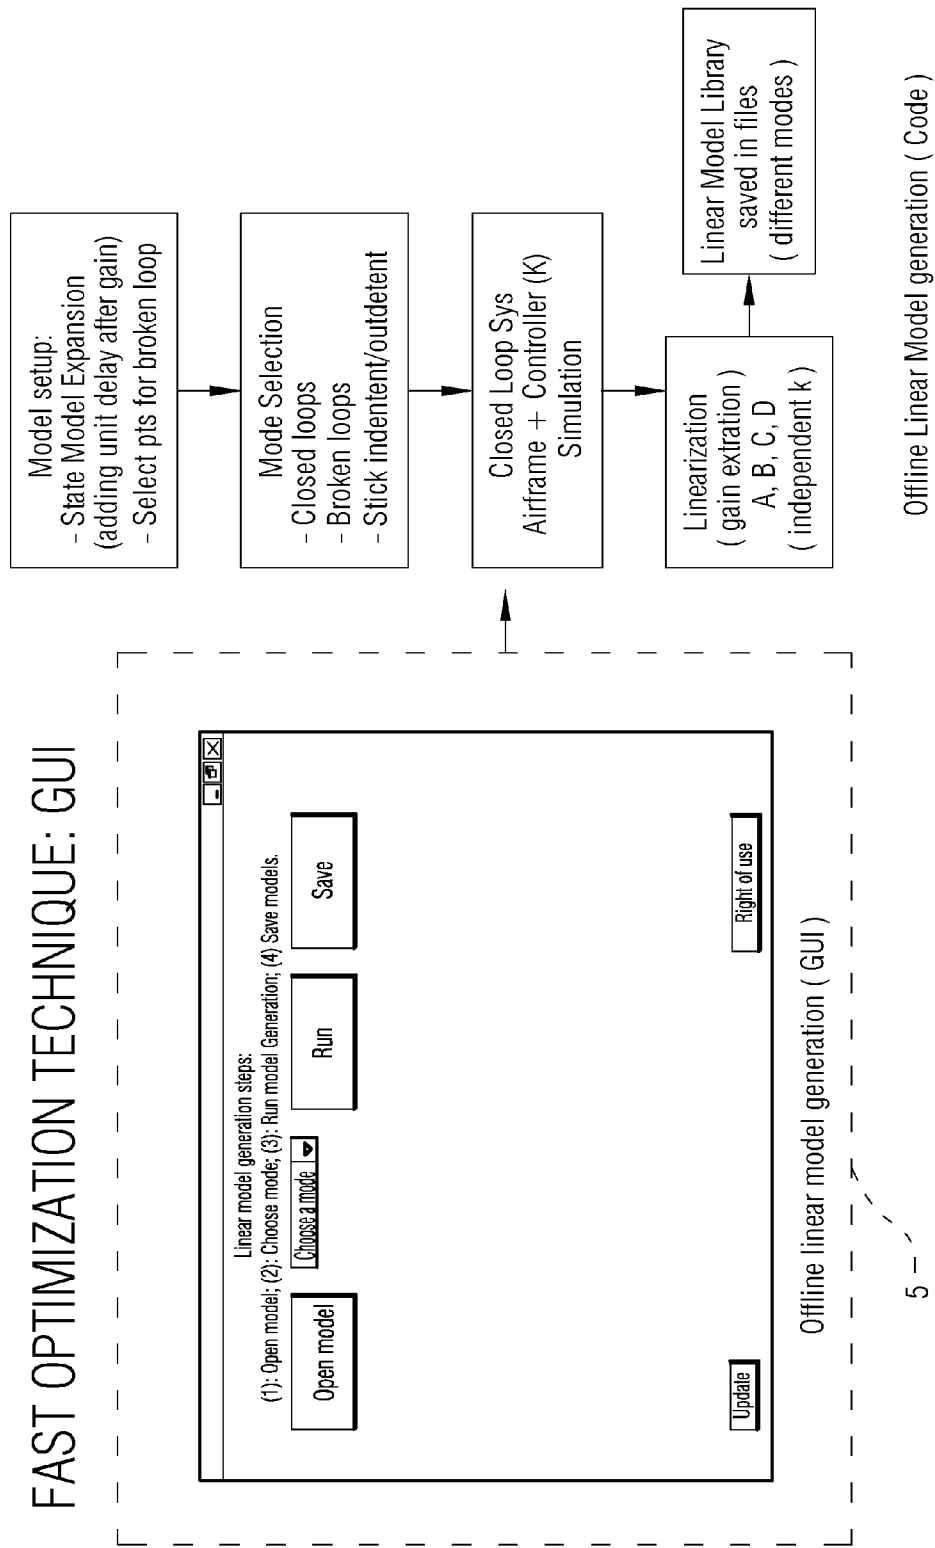 FAST OPTIMIZATION TECHNIQUE: GUI
Linear model generation steps:
(1): Open model; (2): Choose mode; (3): Run model Generation; (4) Save models.
Open model
Choose a mode
Run
Save
Update
Right of use
Offline linear model generation ( GUI )
5
Model setup:
- State Model Expansion
(adding unit delay after gain)
- Select pts for broken loop
Mode Selection
- Closed loops
- Broken loops
- Stick indentent/outdetent
Closed Loop Sys
Airframe + Controller (K)
Simulation
Linearization
( gain extration )
A, B, C, D
( independent k )
Linear Model Library
saved in files
( different modes )
Offline Linear Model generation ( Code )